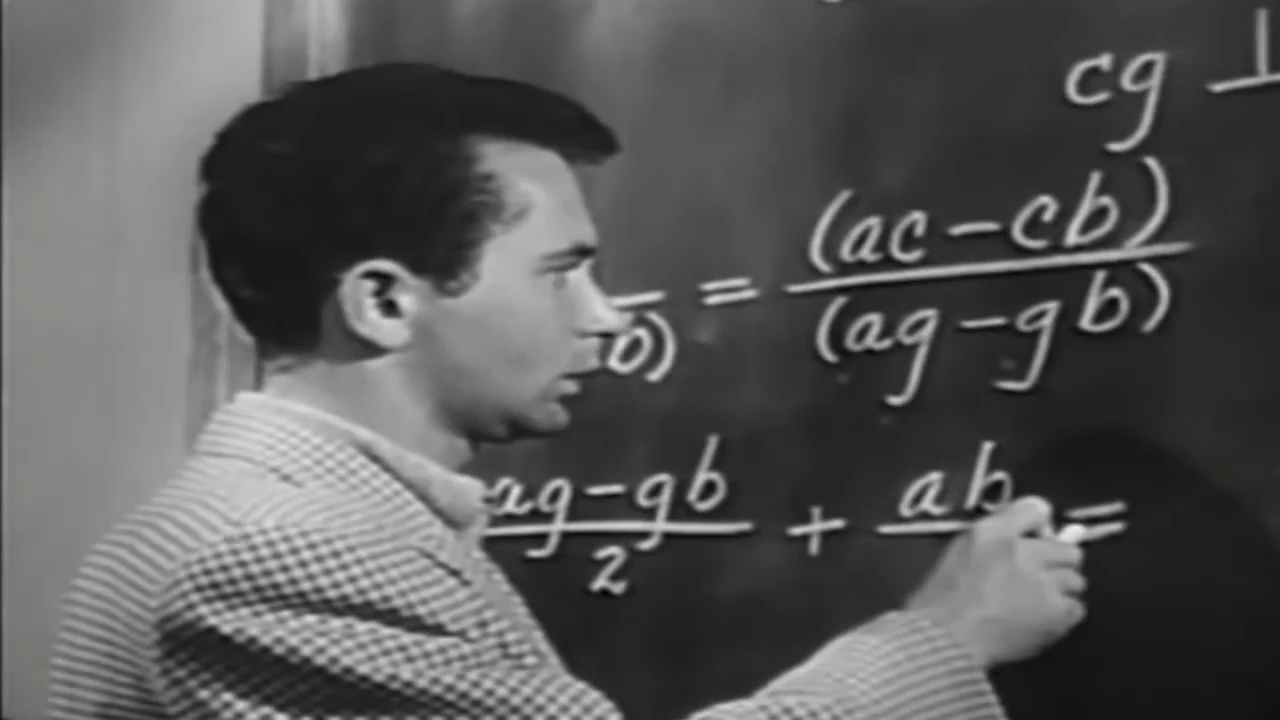 cg ⊥
= (ac-cb)
b) (ag-gb)
ag-gb + ab =
2